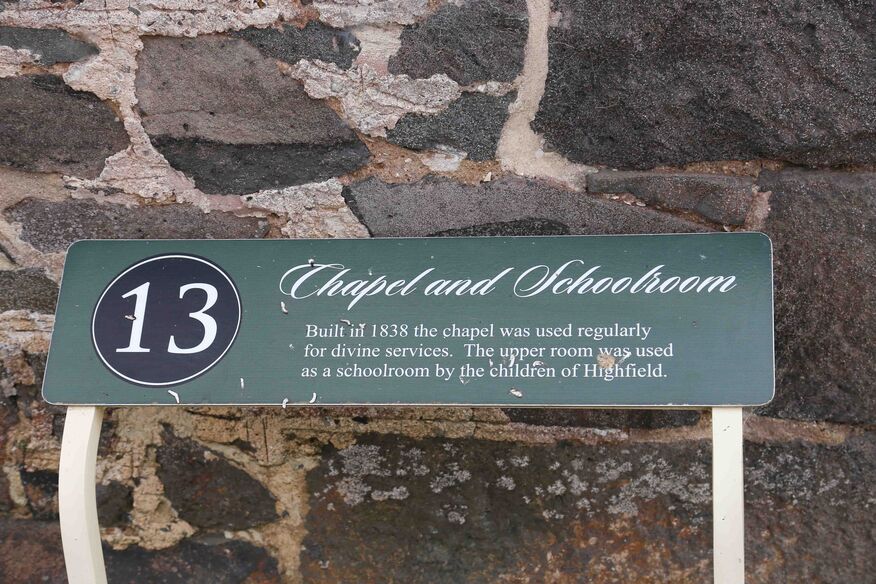 13
Chapel and Schoolroom
Built in 1838 the chapel was used regularly
for divine services. The upper room was used
as a schoolroom by the children of Highfield.